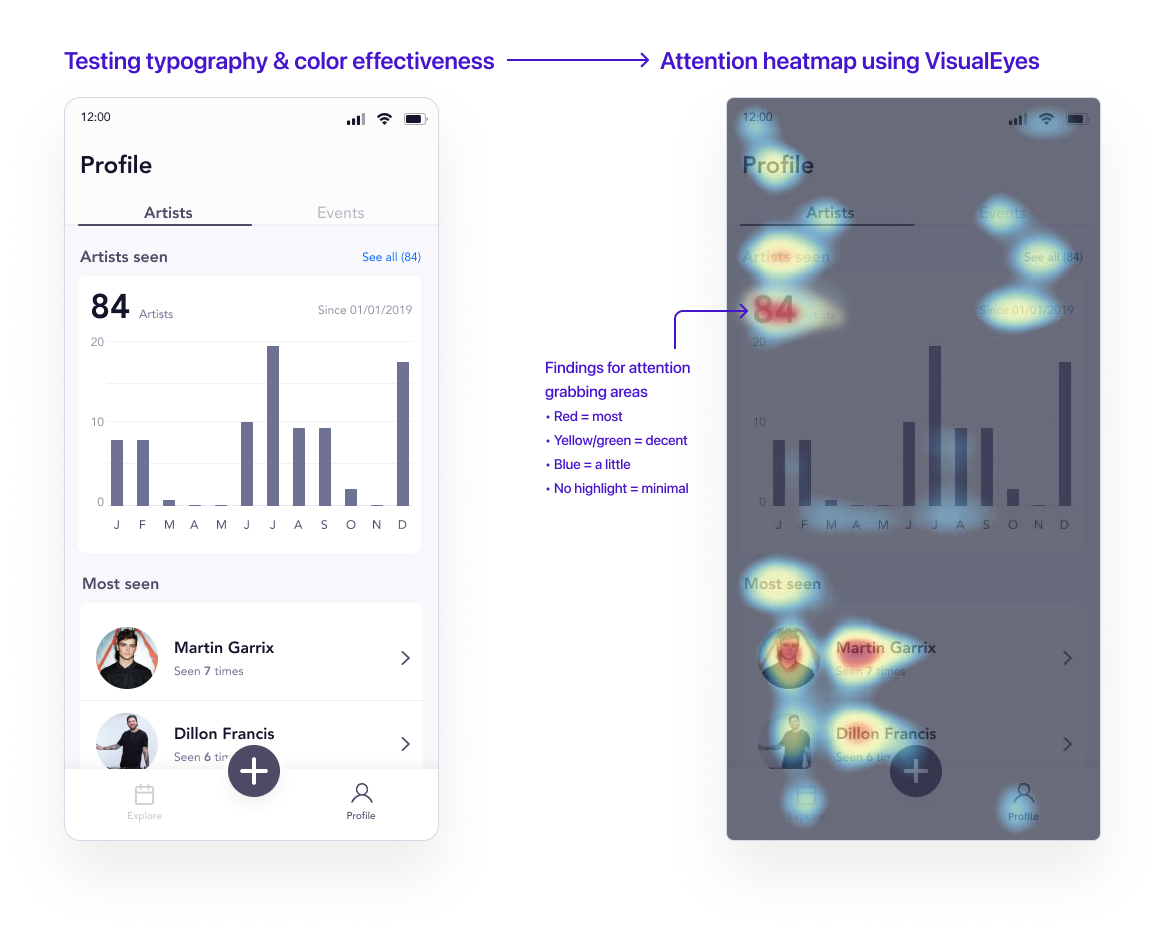 Testing typography & color effectiveness
Attention heatmap using VisualEyes
12:00
Profile
Artists Events
Artists seen See all (84)
84 Artists Since 01/01/2019
20
10
0
J F M A M J J A S O N D
Most seen
Martin Garrix
Seen 7 times
Dillon Francis
Seen 6 tim
Explore Profile
Findings for attention
grabbing areas
• Red = most
• Yellow/green = decent
• Blue = a little
• No highlight = minimal
12:00
Profile
Artists Events
Artists seen See all (84)
84 Artists Since 01/01/2019
20
10
0
J F M A M J J A S O N D
Most seen
Martin Garrix
Seen 7 times
Dillon Francis
Seen 6 tim
Explore Profile